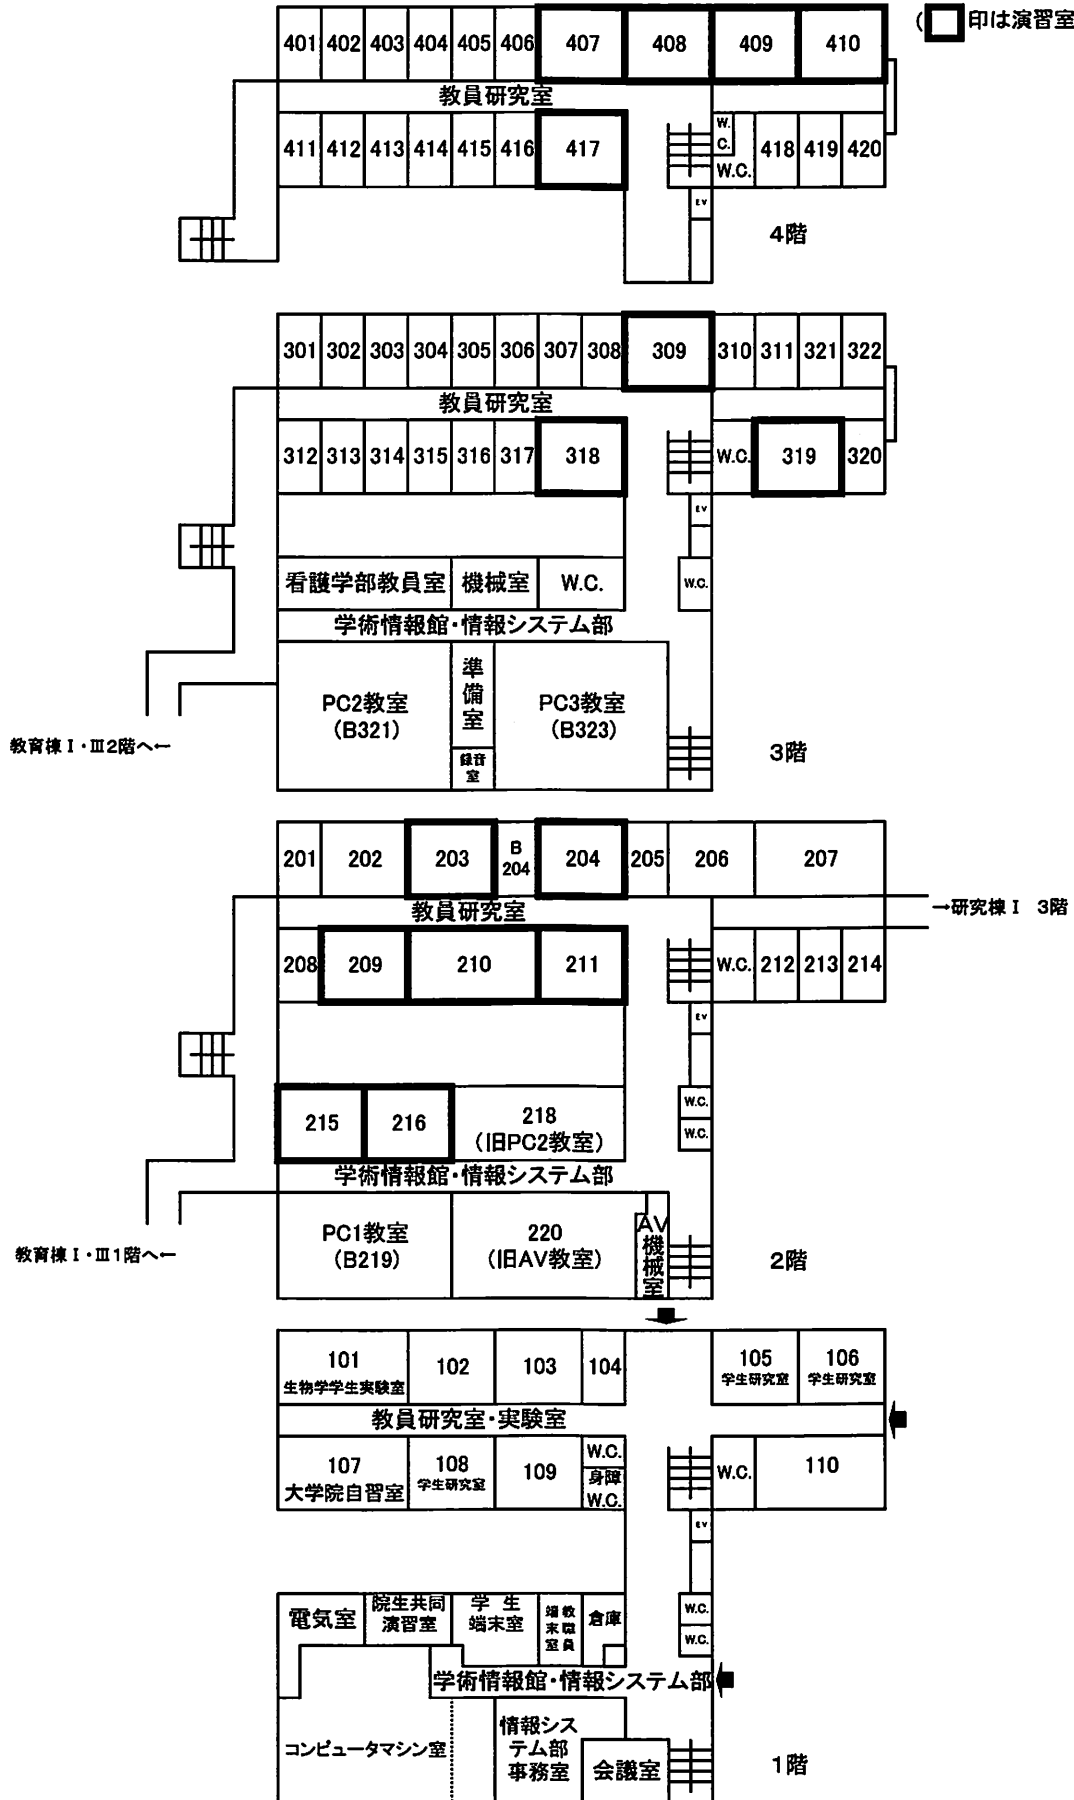 (□印は演習室
401 402 403 404 405 406 407 408 409 410
教員研究室
411 412 413 414 415 416 417
W.
C.
W.C.
418 419 420
EV
4階
301 302 303 304 305 306 307 308 309 310 311 321 322
教員研究室
312 313 314 315 316 317 318 W.C. 319 320
EV
看護学部教員室 機械室 W.C. W.C.
学術情報館・情報システム部
PC2教室
(B321)
準
備
室
録音
室
PC3教室
(B323)
教育棟Ⅰ・Ⅲ2階へ←
3階
201 202 203
B
204
204 205 206 207
教員研究室
→研究棟Ⅰ 3階
208 209 210 211 W.C. 212 213 214
EV
215 216
218
(旧PC2教室)
W.C.
W.C.
学術情報館・情報システム部
PC1教室
(B219)
220
(旧AV教室)
AV
機
械
室
教育棟Ⅰ・Ⅲ1階へ←
2階
101
生物学学生実験室
102 103 104
105
学生研究室
106
学生研究室
教員研究室・実験室
107
大学院自習室
108
学生研究室
109
W.C.
身障
W.C.
W.C. 110
EV
電気室
院生共同
演習室
学 生
端末室
端 教
末 職
室 員
倉庫
W.C.
W.C.
学術情報館・情報システム部
コンピュータマシン室
情報シス
テム部
事務室
会議室
1階